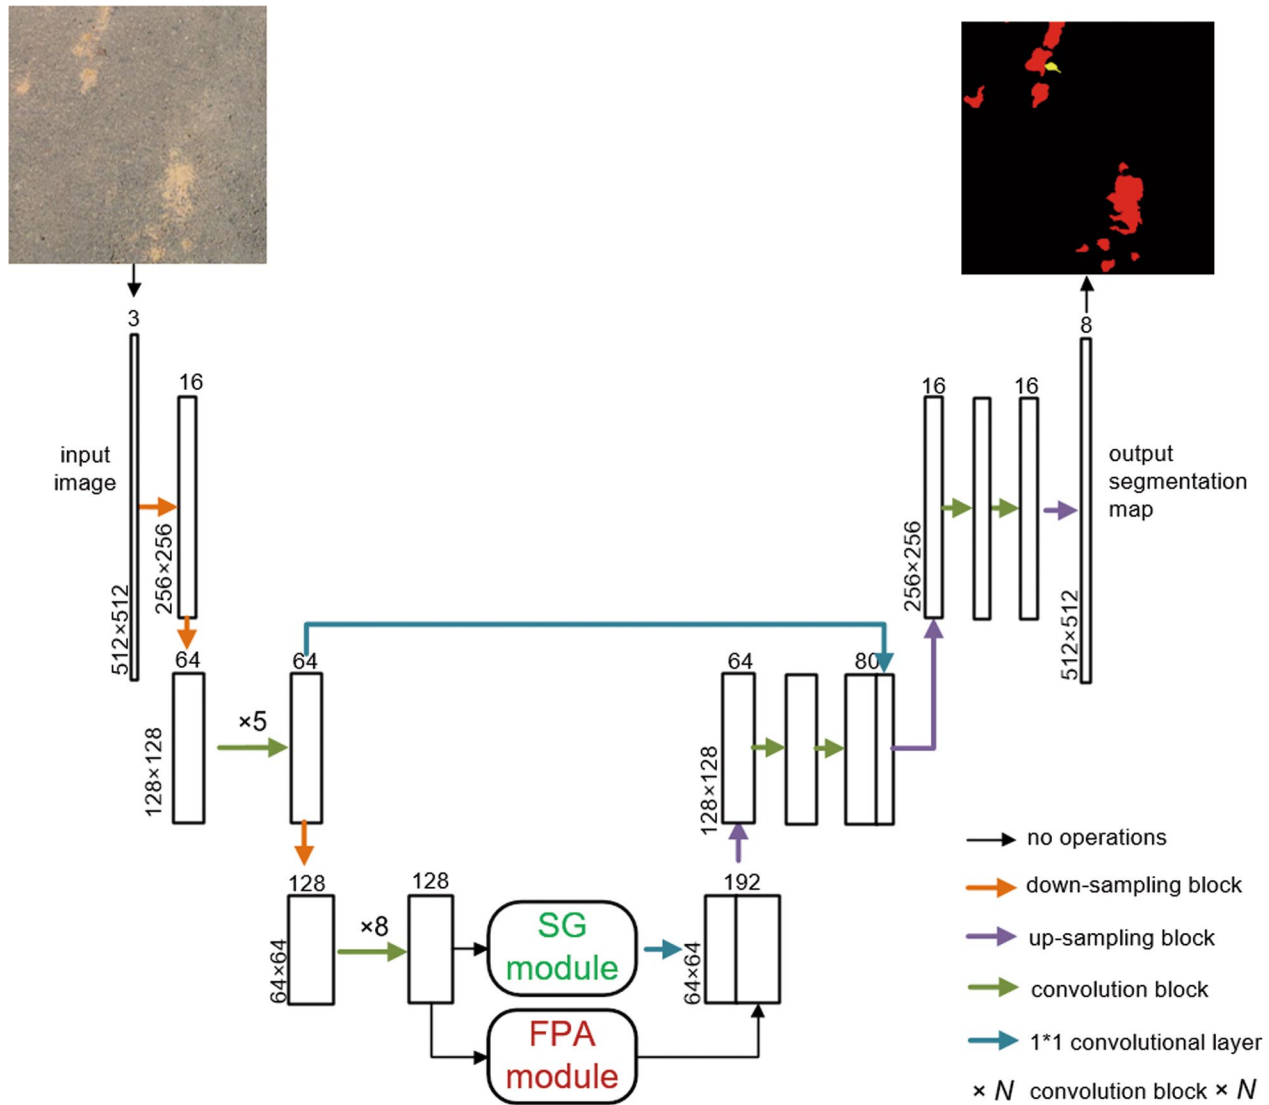 3
16
input
image
512×512
256×256
64
128×128
×5
64
128
64×64
×8
128
SG
module
FPA
module
192
64×64
64
128×128
80
16
256×256
16
8
512×512
output
segmentation
map
no operations
down-sampling block
up-sampling block
convolution block
1*1 convolutional layer
× N convolution block × N